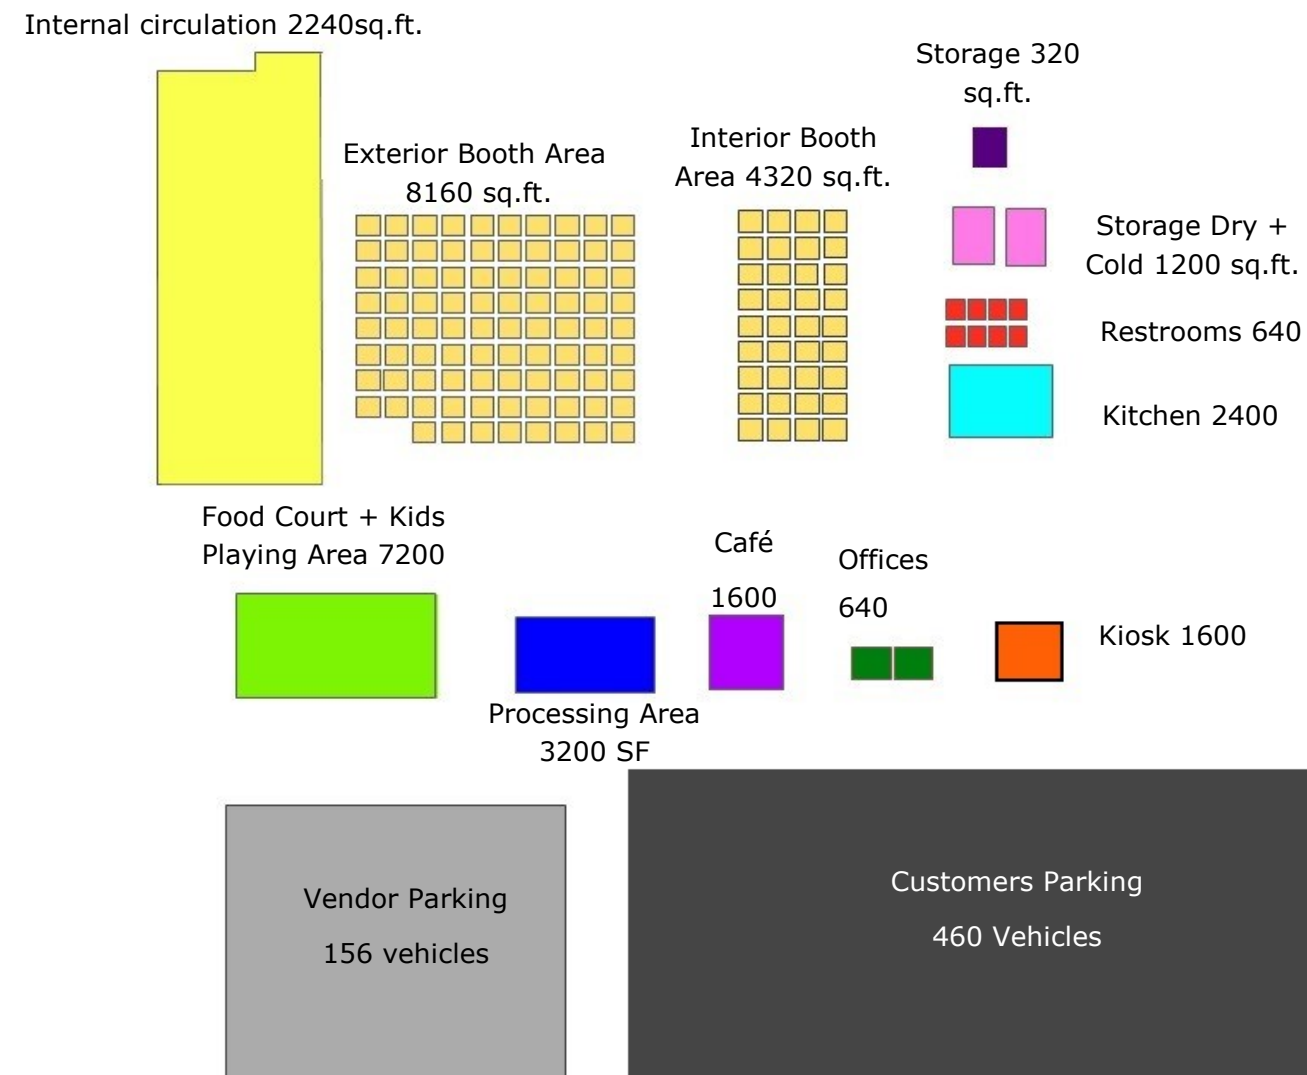 Internal circulation 2240sq.ft.
Storage 320
sq.ft.
Exterior Booth Area
8160 sq.ft.
Interior Booth
Area 4320 sq.ft.
Storage Dry +
Cold 1200 sq.ft.
Restrooms 640
Kitchen 2400
Food Court + Kids
Playing Area 7200
Café
1600
Offices
640
Kiosk 1600
Processing Area
3200 SF
Vendor Parking
156 vehicles
Customers Parking
460 Vehicles